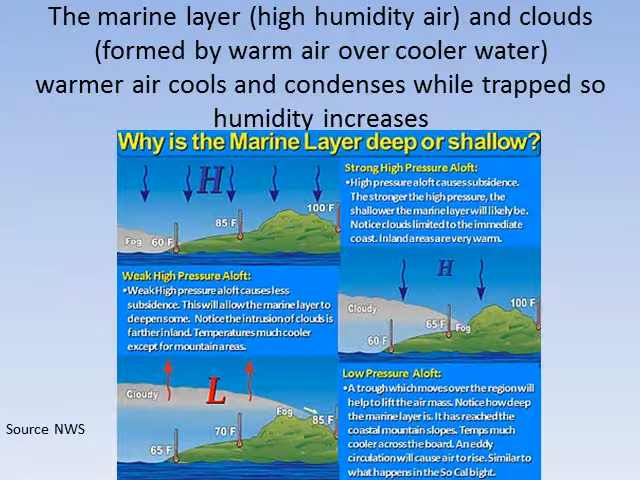 The marine layer (high humidity air) and clouds
(formed by warm air over cooler water)
warmer air cools and condenses while trapped so
humidity increases
Why is the Marine Layer deep or shallow?
H
100 F
85 F
Fog 60 F
Strong High Pressure Aloft:
•High pressure aloft causes subsidence.
The stronger the high pressure, the
shallower the marine layer will likely be.
Notice clouds limited to the immediate
coast. Inland areas are very warm.
Weak High Pressure Aloft:
•Weak High pressure aloft causes less
subsidence. This will allow the marine layer to
deepen some. Notice the intrusion of clouds is
farther inland. Temperatures much cooler
except for mountain areas.
H
Cloudy
100 F
65 F
Fog
60 F
Low Pressure Aloft:
•A trough which moves over the region will
help to lift the air mass. Notice how deep
the marine layer is. It has reached the
coastal mountain slopes. Temps much
cooler across the board. An eddy
circulation will cause air to rise. Similar to
what happens in the So Cal bight.
Cloudy
L
Fog
85 F
70 F
65 F
Source NWS